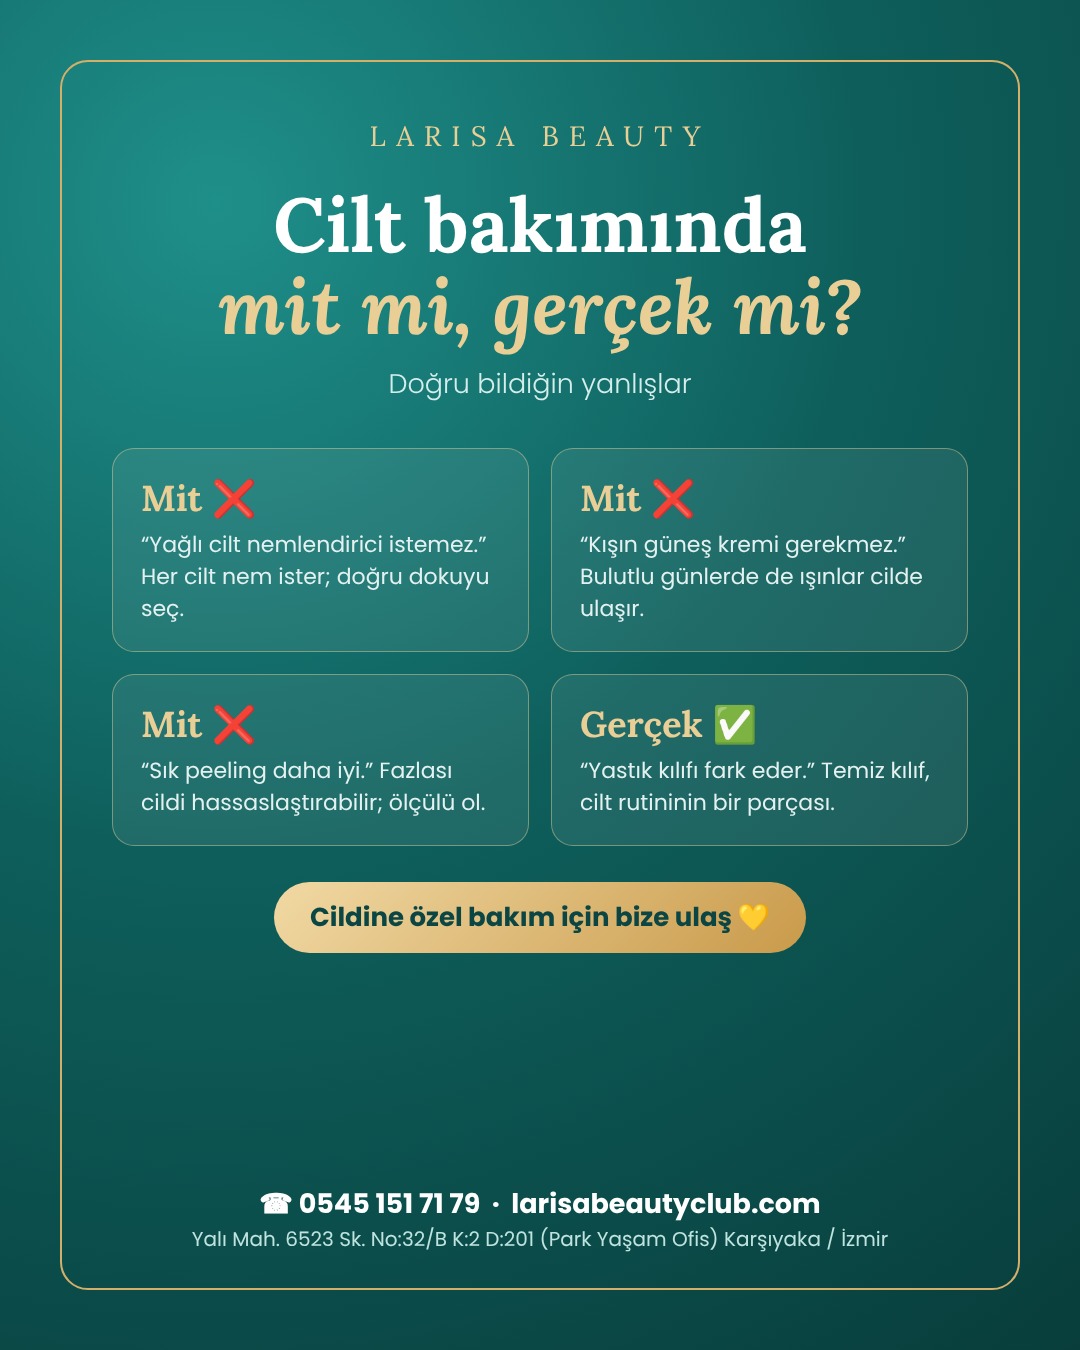 LARISA BEAUTY
Cilt bakımında
mit mi, gerçek mi?
Doğru bildiğin yanlışlar
Mit ❌
“Yağlı cilt nemlendirici istemez.”
Her cilt nem ister; doğru dokuyu
seç.
Mit ❌
“Kışın güneş kremi gerekmez.”
Bulutlu günlerde de ışınlar cilde
ulaşır.
Mit ❌
“Sık peeling daha iyi.” Fazlası
cildi hassaslaştırabilir; ölçülü ol.
Gerçek ✅
“Yastık kılıfı fark eder.” Temiz kılıf,
cilt rutininin bir parçası.
Cildine özel bakım için bize ulaş 💛
☎ 0545 151 71 79 · larisabeautyclub.com
Yalı Mah. 6523 Sk. No:32/B K:2 D:201 (Park Yaşam Ofis) Karşıyaka / İzmir